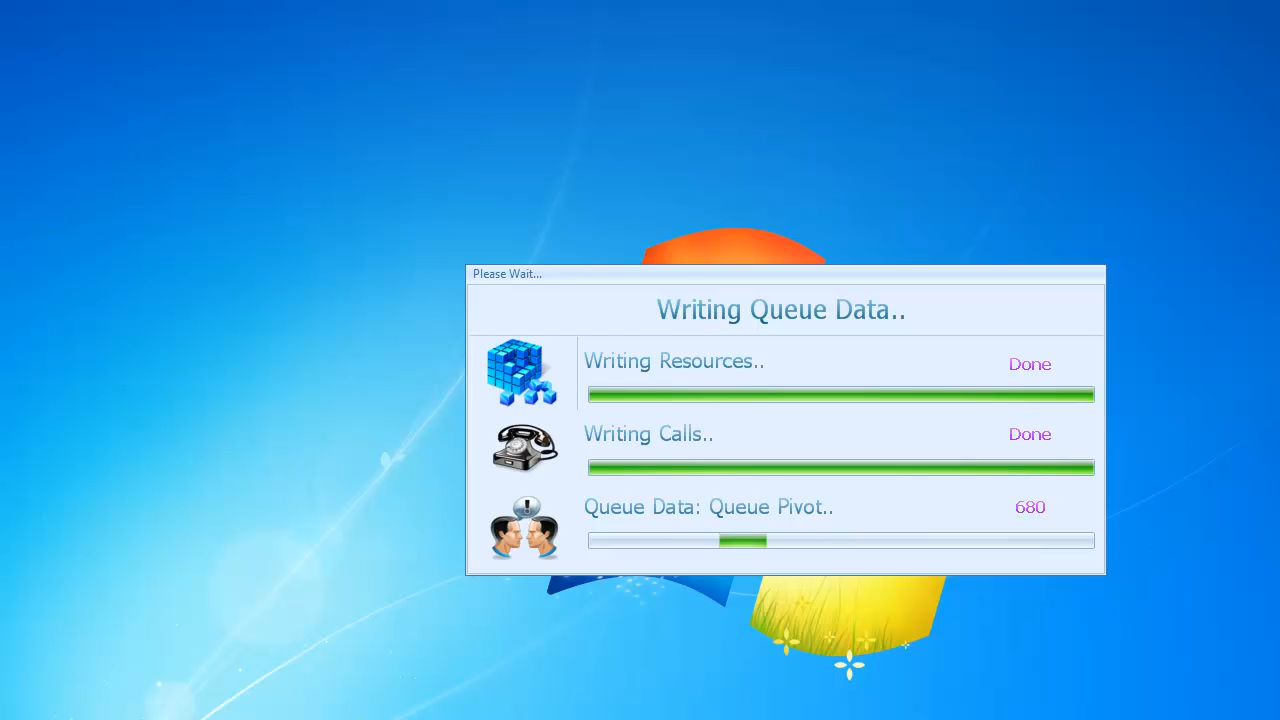 Please Wait...
Writing Queue Data..
Writing Resources.. Done
Writing Calls.. Done
Queue Data: Queue Pivot.. 680